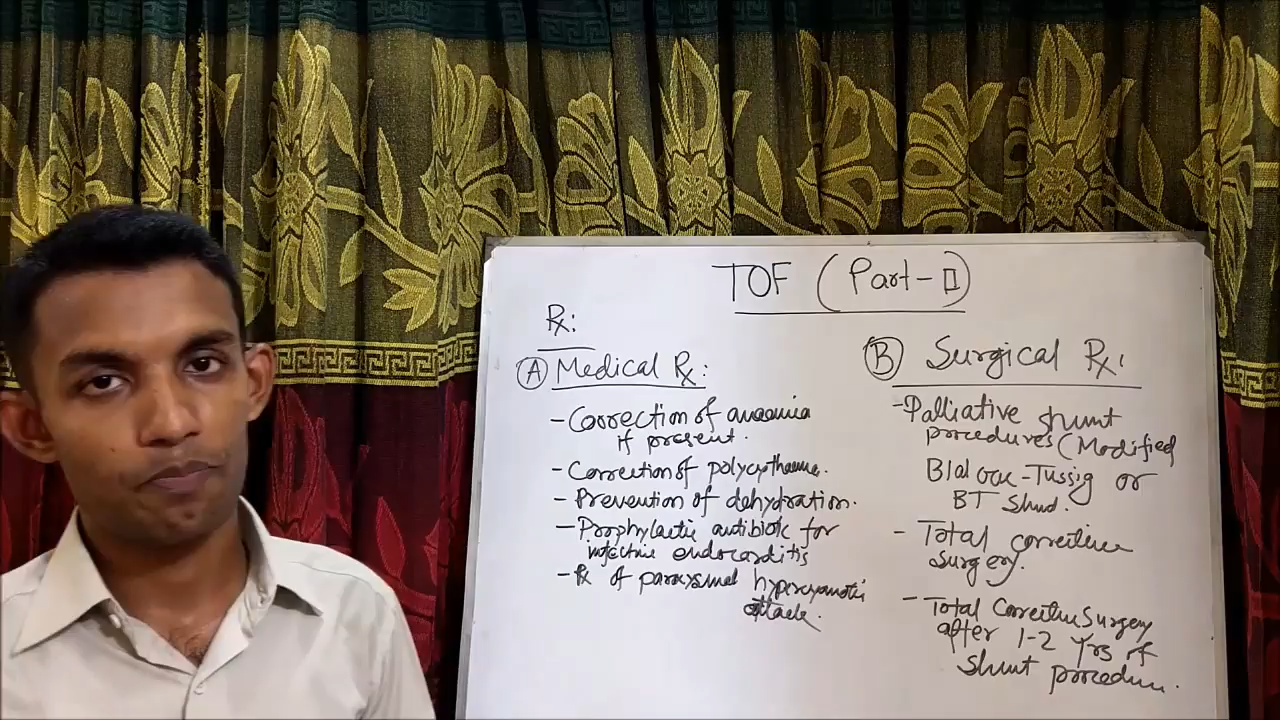 TOF (Part-II)
Rx:
(A) Medical Rx:
- Correction of anaemia
if present.
- Correction of polycythaemia.
- Prevention of dehydration.
- Prophylactic antibiotic for
infective endocarditis
- Rx of paroxysmal hypercyanotic
attack.
(B) Surgical Rx:
- Palliative shunt
procedures (Modified
Blalock-Tussig or
BT Shunt.
- Total corrective
surgery.
- Total Corrective Surgery
after 1-2 yrs of
shunt procedure.